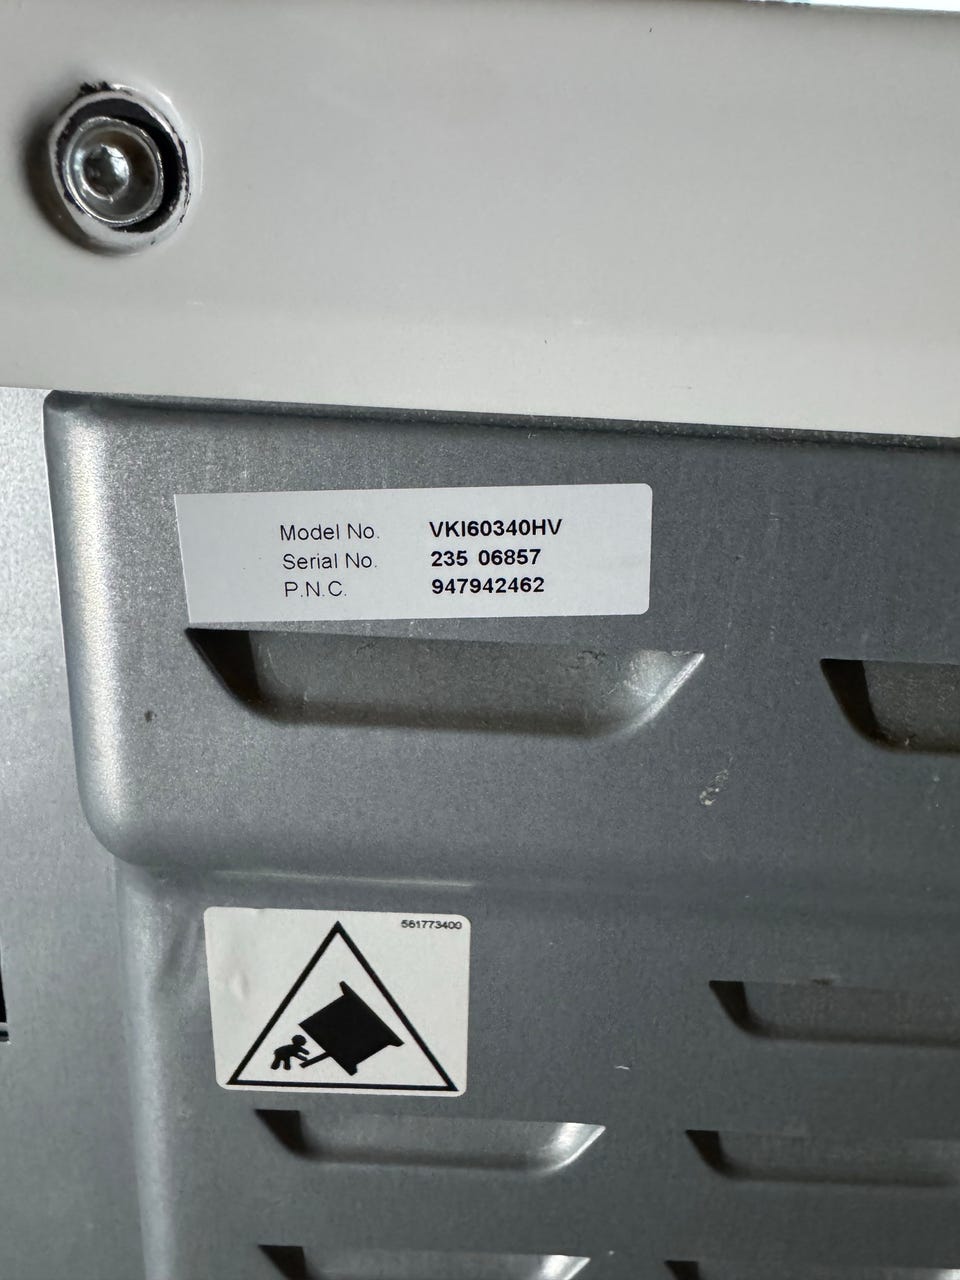 Model No. VKI60340HV
Serial No. 235 06857
P.N.C. 947942462
561773400